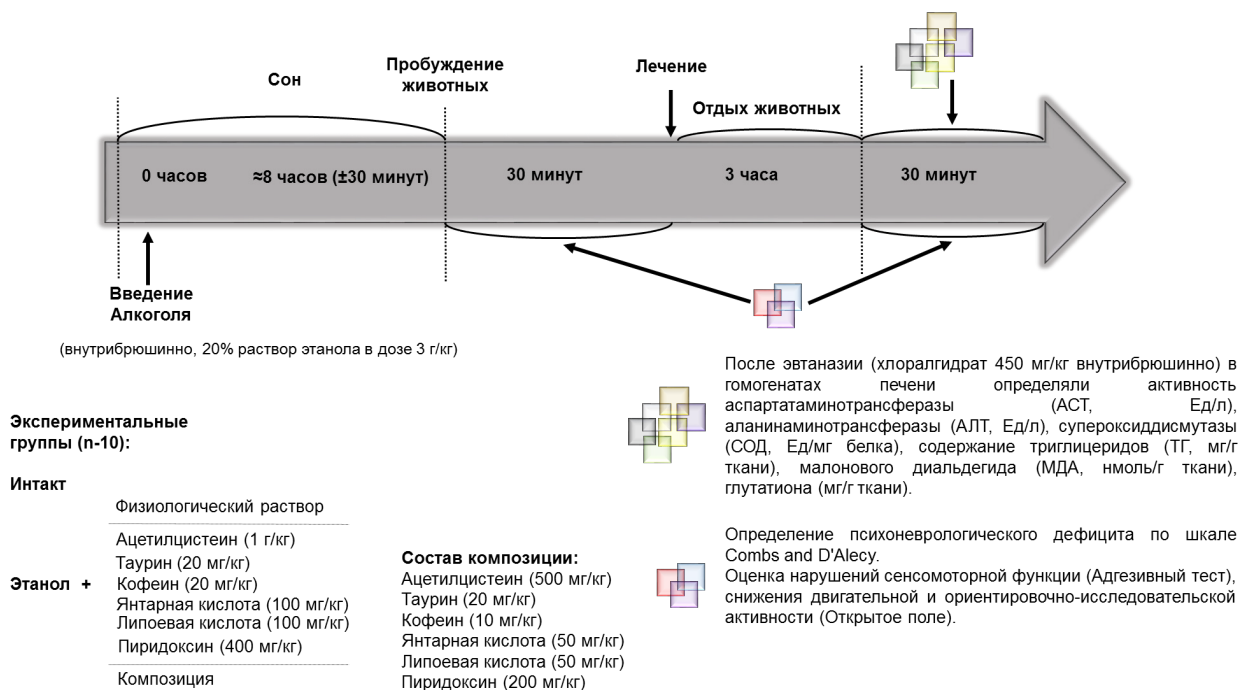 Сон
Пробуждение
животных
Лечение
Отдых животных
0 часов
≈8 часов (±30 минут)
30 минут
3 часа
30 минут
Введение
Алкоголя
(внутрибрюшинно, 20% раствор этанола в дозе 3 г/кг)
Экспериментальные
группы (n-10):
Интакт
Этанол +
Физиологический раствор
Ацетилцистеин (1 г/кг)
Таурин (20 мг/кг)
Кофеин (20 мг/кг)
Янтарная кислота (100 мг/кг)
Липоевая кислота (100 мг/кг)
Пиридоксин (400 мг/кг)
Композиция
Состав композиции:
Ацетилцистеин (500 мг/кг)
Таурин (20 мг/кг)
Кофеин (10 мг/кг)
Янтарная кислота (50 мг/кг)
Липоевая кислота (50 мг/кг)
Пиридоксин (200 мг/кг)
После эвтаназии (хлоралгидрат 450 мг/кг внутрибрюшинно) в
гомогенатах печени определяли активность
аспартатаминотрансферазы (АСТ, Ед/л),
аланинаминотрансферазы (АЛТ, Ед/л), супероксиддисмутазы
(СОД, Ед/мг белка), содержание триглицеридов (ТГ, мг/г
ткани), малонового диальдегида (МДА, нмоль/г ткани),
глутатиона (мг/г ткани).
Определение психоневрологического дефицита по шкале
Combs and D'Alecy.
Оценка нарушений сенсомоторной функции (Адгезивный тест),
снижения двигательной и ориентировочно-исследовательской
активности (Открытое поле).